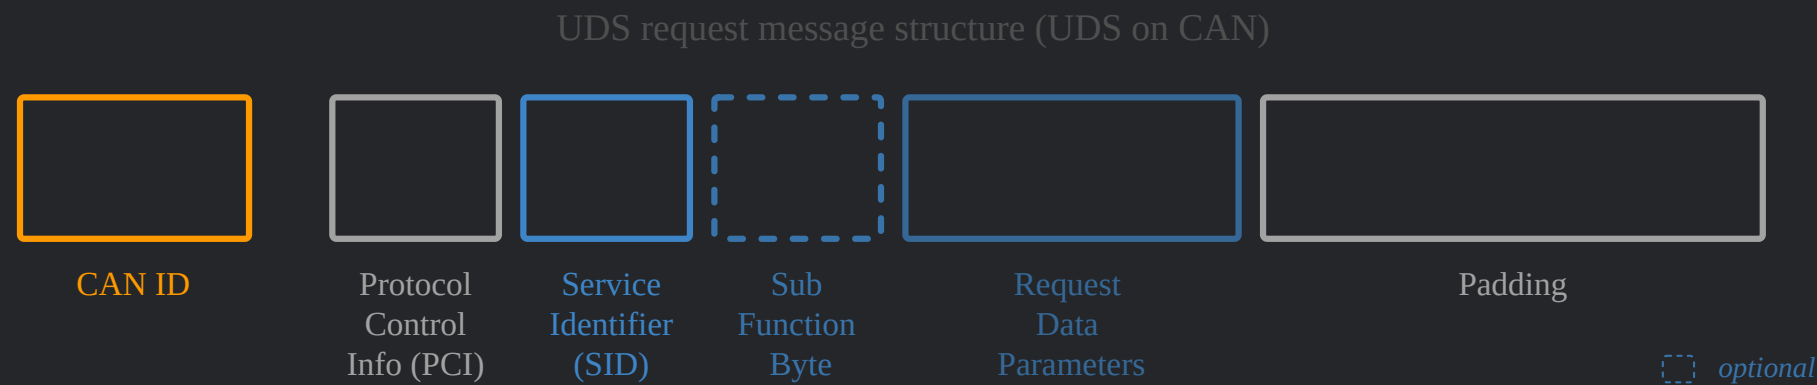 UDS request message structure (UDS on CAN)
CAN ID
Protocol
Control
Info (PCI)
Service
Identifier
(SID)
Sub
Function
Byte
Request
Data
Parameters
Padding
optional